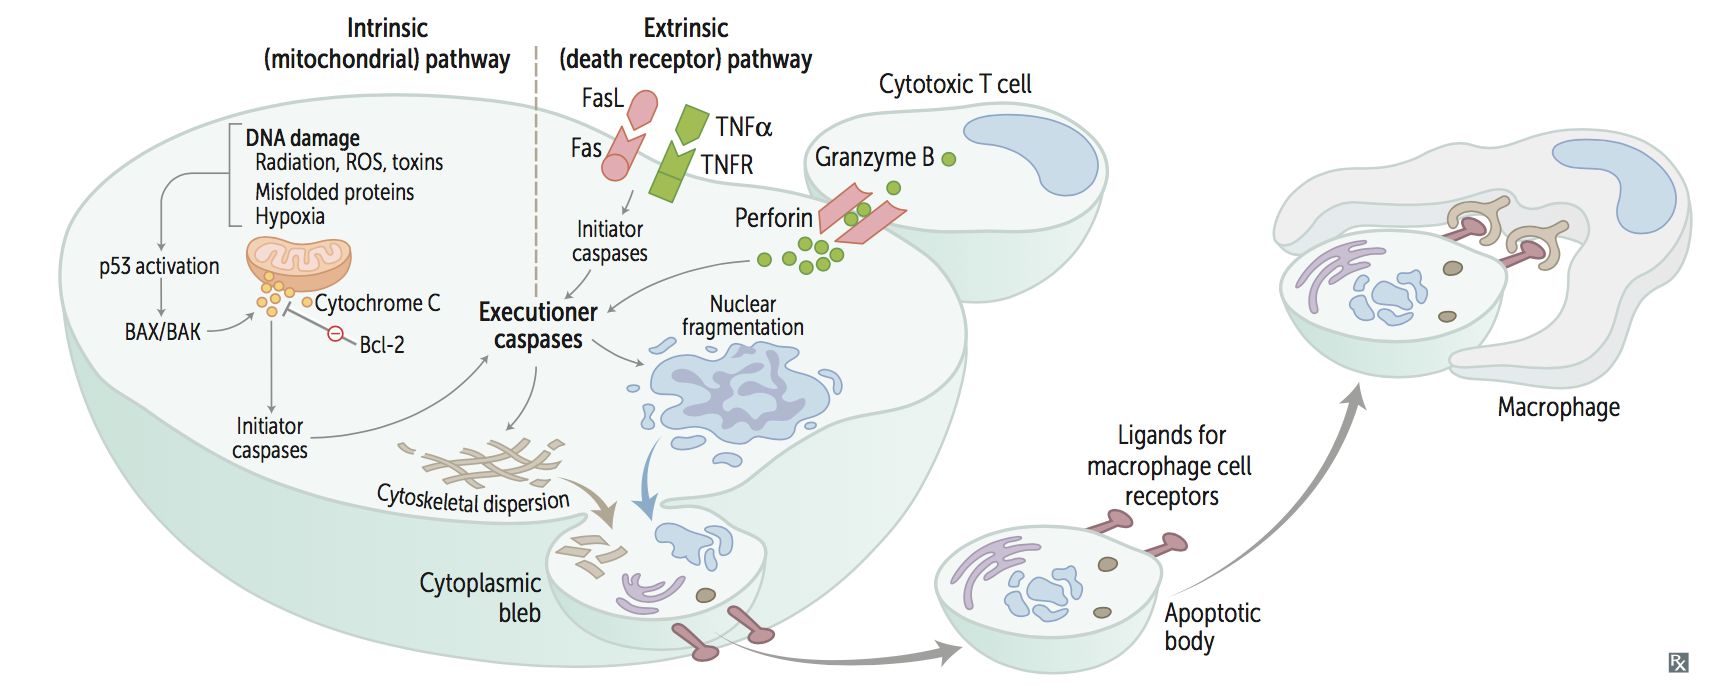 Intrinsic
(mitochondrial) pathway
Extrinsic
(death receptor) pathway
DNA damage
Radiation, ROS, toxins
Misfolded proteins
Hypoxia
p53 activation
BAX/BAK
Cytochrome C
Bcl-2
Initiator
caspases
FasL
Fas
TNFα
TNFR
Initiator
caspases
Executioner
caspases
Cytotoxic T cell
Granzyme B
Perforin
Nuclear
fragmentation
Cytoskeletal dispersion
Cytoplasmic
bleb
Ligands for
macrophage cell
receptors
Apoptotic
body
Macrophage
Rx